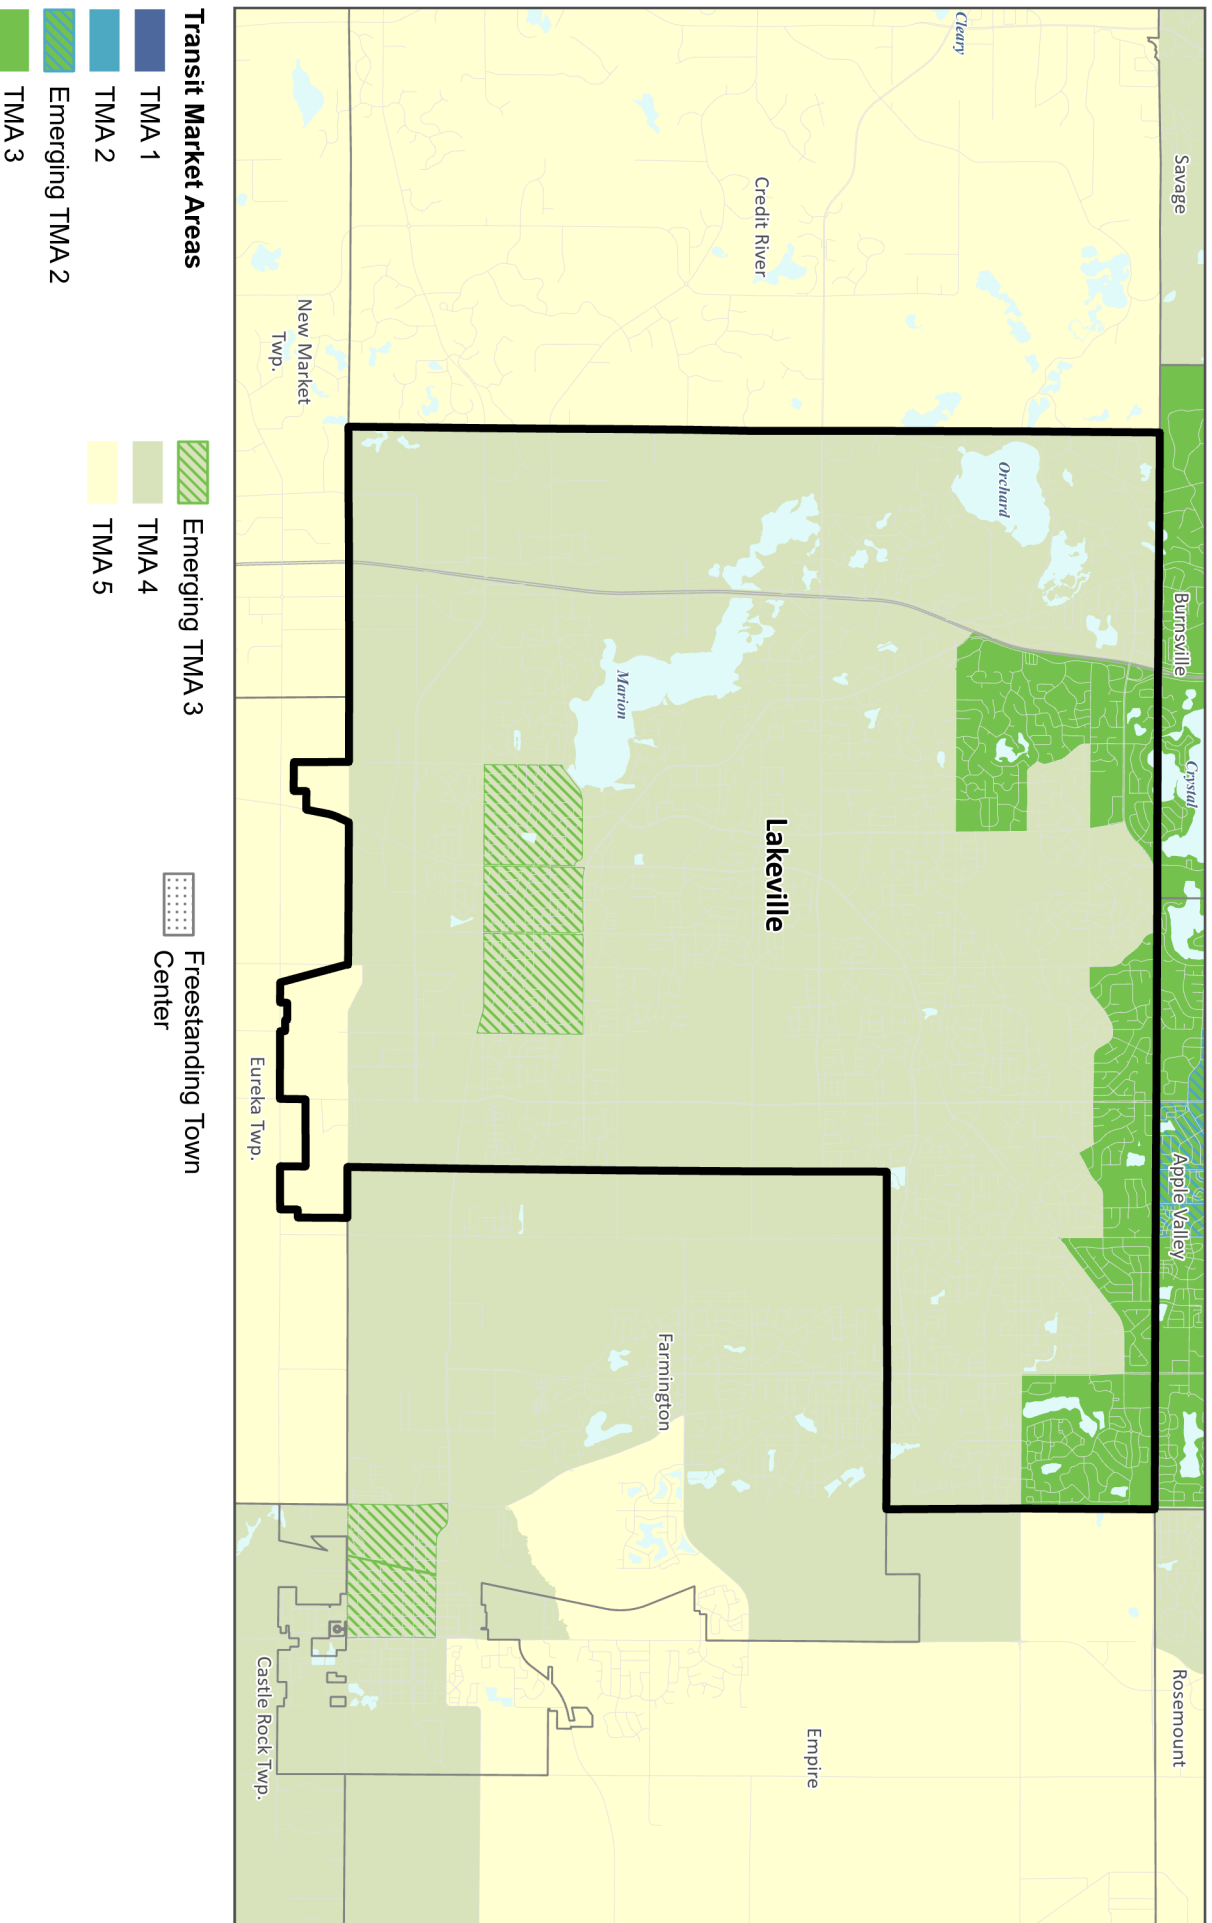 Cleary
Savage
Credit River
New Market
Twp.
Orchard
Burnsville
Marion
Crystal
Lakeville
Apple Valley
Eureka Twp.
Farmington
Rosemount
Empire
Castle Rock Twp.
Transit Market Areas
TMA 1
TMA 2
Emerging TMA 2
TMA 3
Emerging TMA 3
TMA 4
TMA 5
Freestanding Town
Center